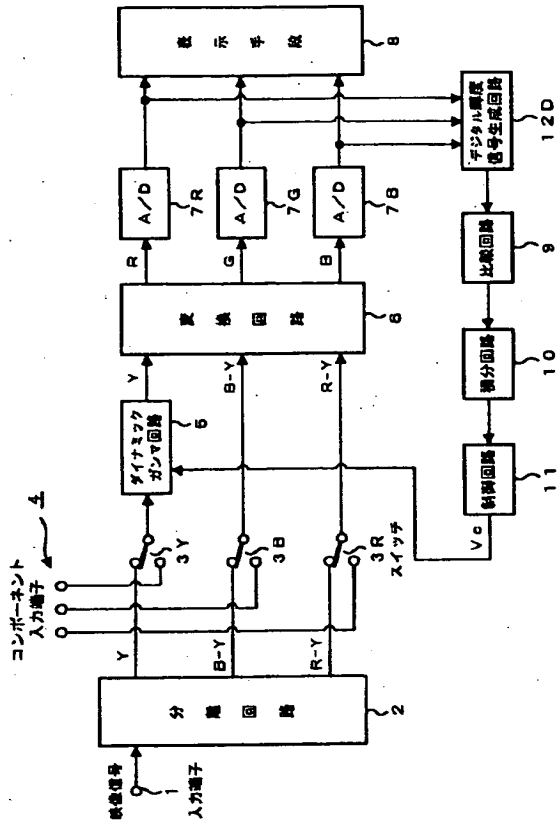 コンポーネント
入力端子
4
映像信号
1
入力端子
分離回路
2
Y
B-Y
R-Y
3Y
3B
3R
スイッチ
ダイナミック
ガンマ回路
5
Y
B-Y
R-Y
変換回路
6
R
G
B
A/D
7R
A/D
7G
A/D
7B
表示手段
8
デジタル輝度
信号生成回路
12D
比較回路
9
積分回路
10
制御回路
11
Vc